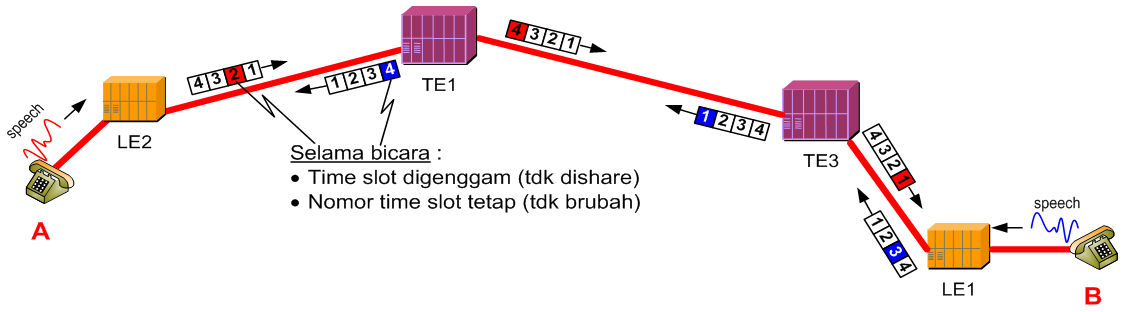 4 3 2 1
TE1
1 2 3 4
4 3 2 1
speech
LE2
1 2 3 4
TE3
Selama bicara :
• Time slot digenggam (tdk dishare)
• Nomor time slot tetap (tdk brubah)
4 3 2 1
A
1 2 3 4
speech
LE1
B